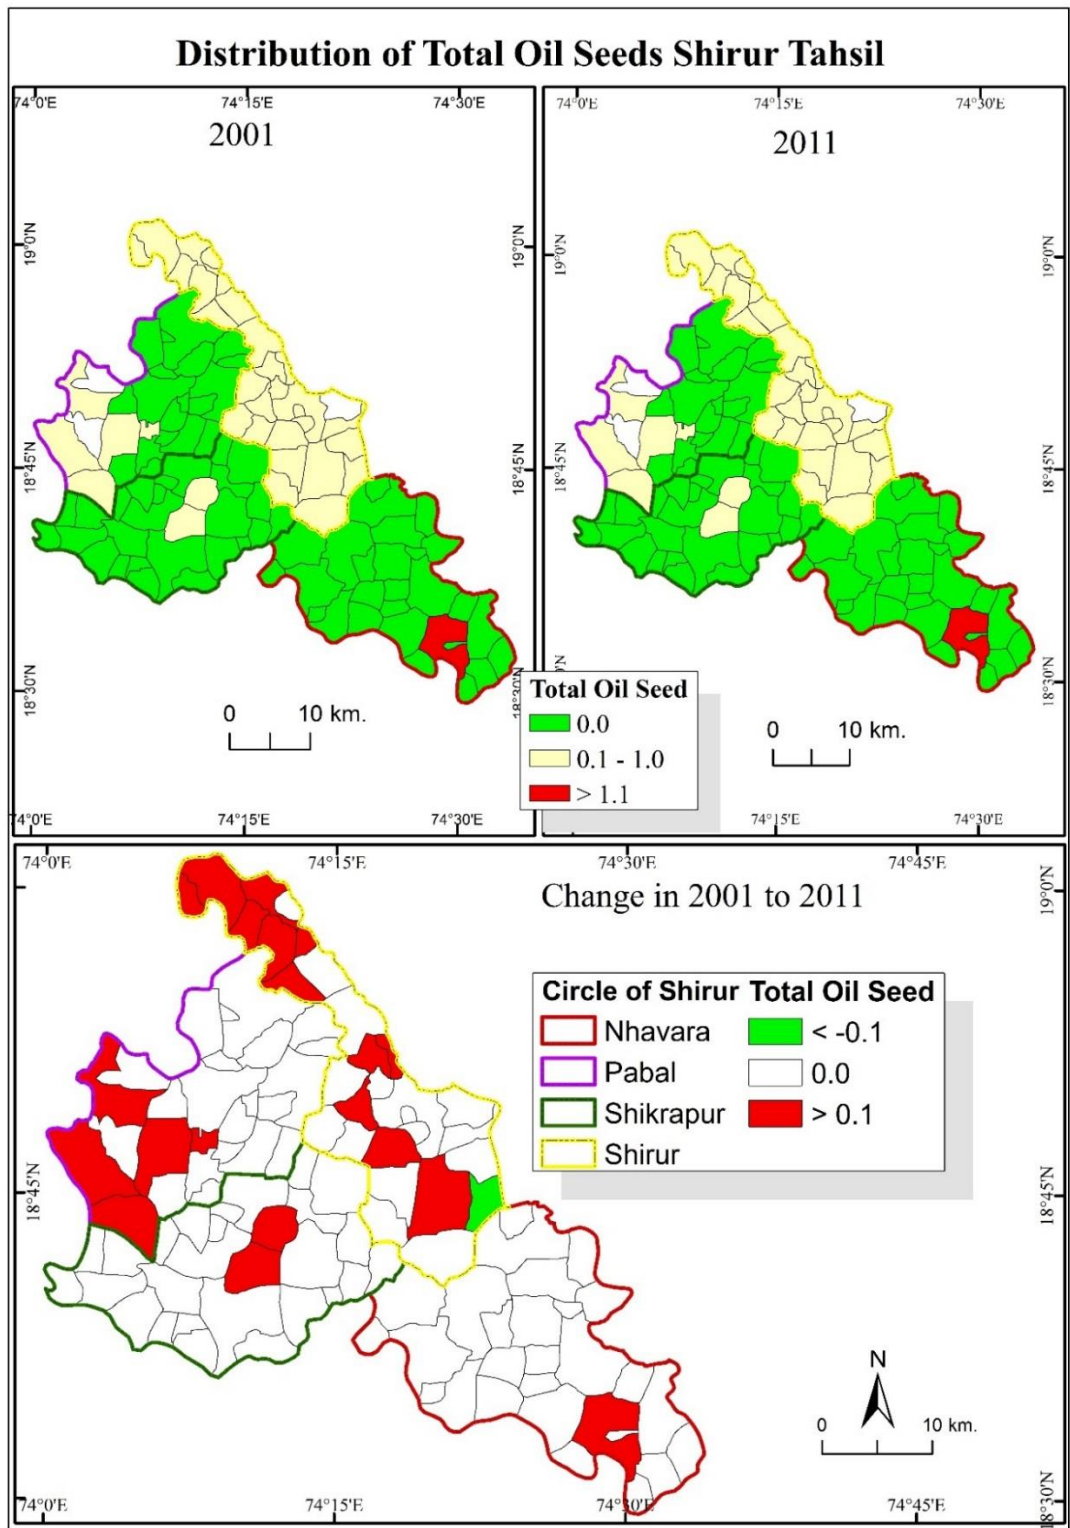 Distribution of Total Oil Seeds Shirur Tahsil
74°0'E 74°15'E 74°30'E
2001
19°0'N
19°0'N
18°45'N
18°45'N
18°30'N
0 10 km.
74°0'E 74°15'E 74°30'E
74°0'E 74°15'E 74°30'E
2011
19°0'N
19°0'N
18°45'N
18°45'N
18°30'N
0 10 km.
74°15'E 74°30'E
Total Oil Seed
0.0
0.1 - 1.0
> 1.1
74°0'E 74°15'E 74°30'E 74°45'E
Change in 2001 to 2011
19°0'N
Circle of Shirur Total Oil Seed
Nhavara < -0.1
Pabal 0.0
Shikrapur > 0.1
Shirur
18°45'N
18°45'N
N
0 10 km.
18°30'N
74°0'E 74°15'E 74°30'E 74°45'E